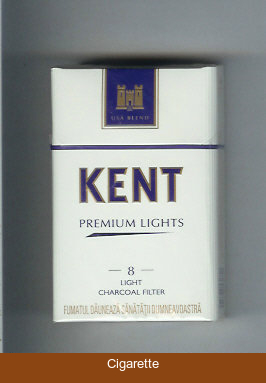 USA BLEND
KENT
PREMIUM LIGHTS
8
LIGHT
CHARCOAL FILTER
FUMATUL DĂUNEAZĂ SĂNĂTĂŢII DUMNEAVOASTRĂ
Cigarette